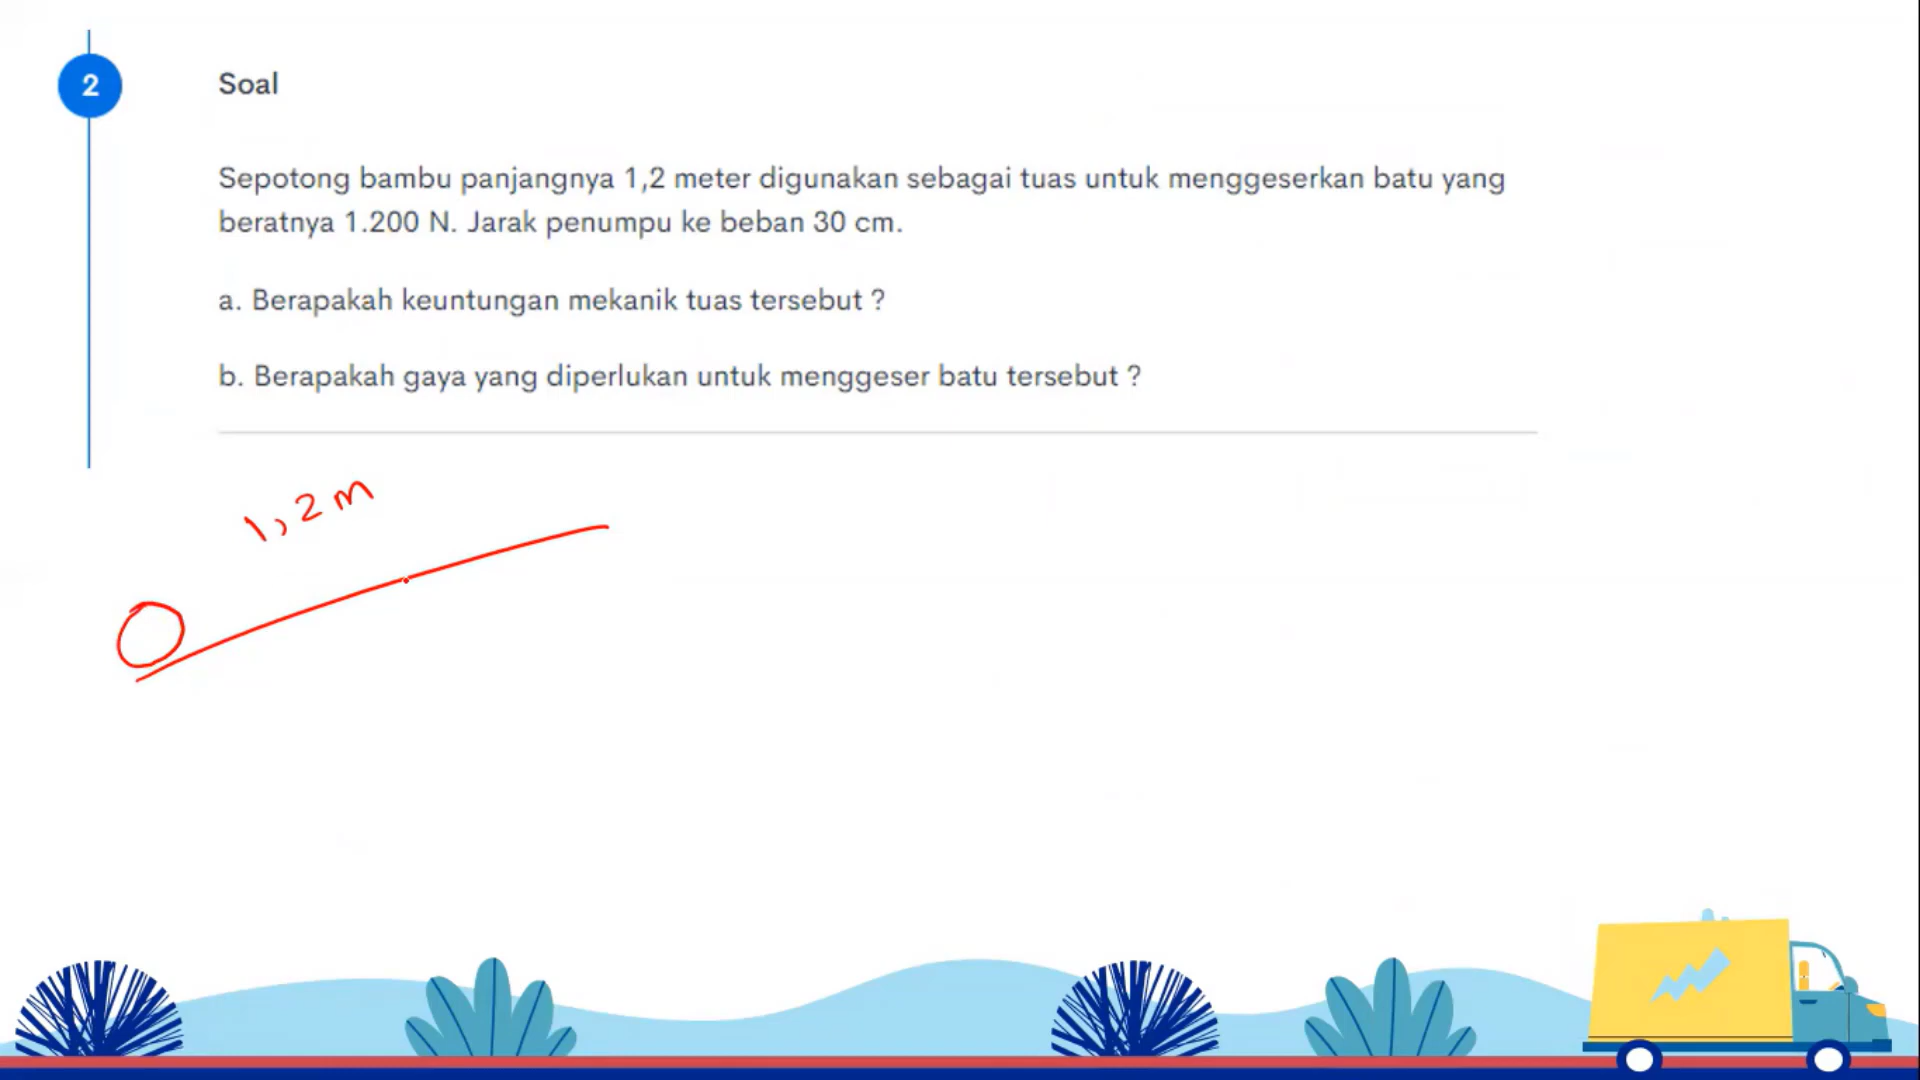 2
Soal
Sepotong bambu panjangnya 1,2 meter digunakan sebagai tuas untuk menggeserkan batu yang
beratnya 1.200 N. Jarak penumpu ke beban 30 cm.
a. Berapakah keuntungan mekanik tuas tersebut ?
b. Berapakah gaya yang diperlukan untuk menggeser batu tersebut ?
1,2 m